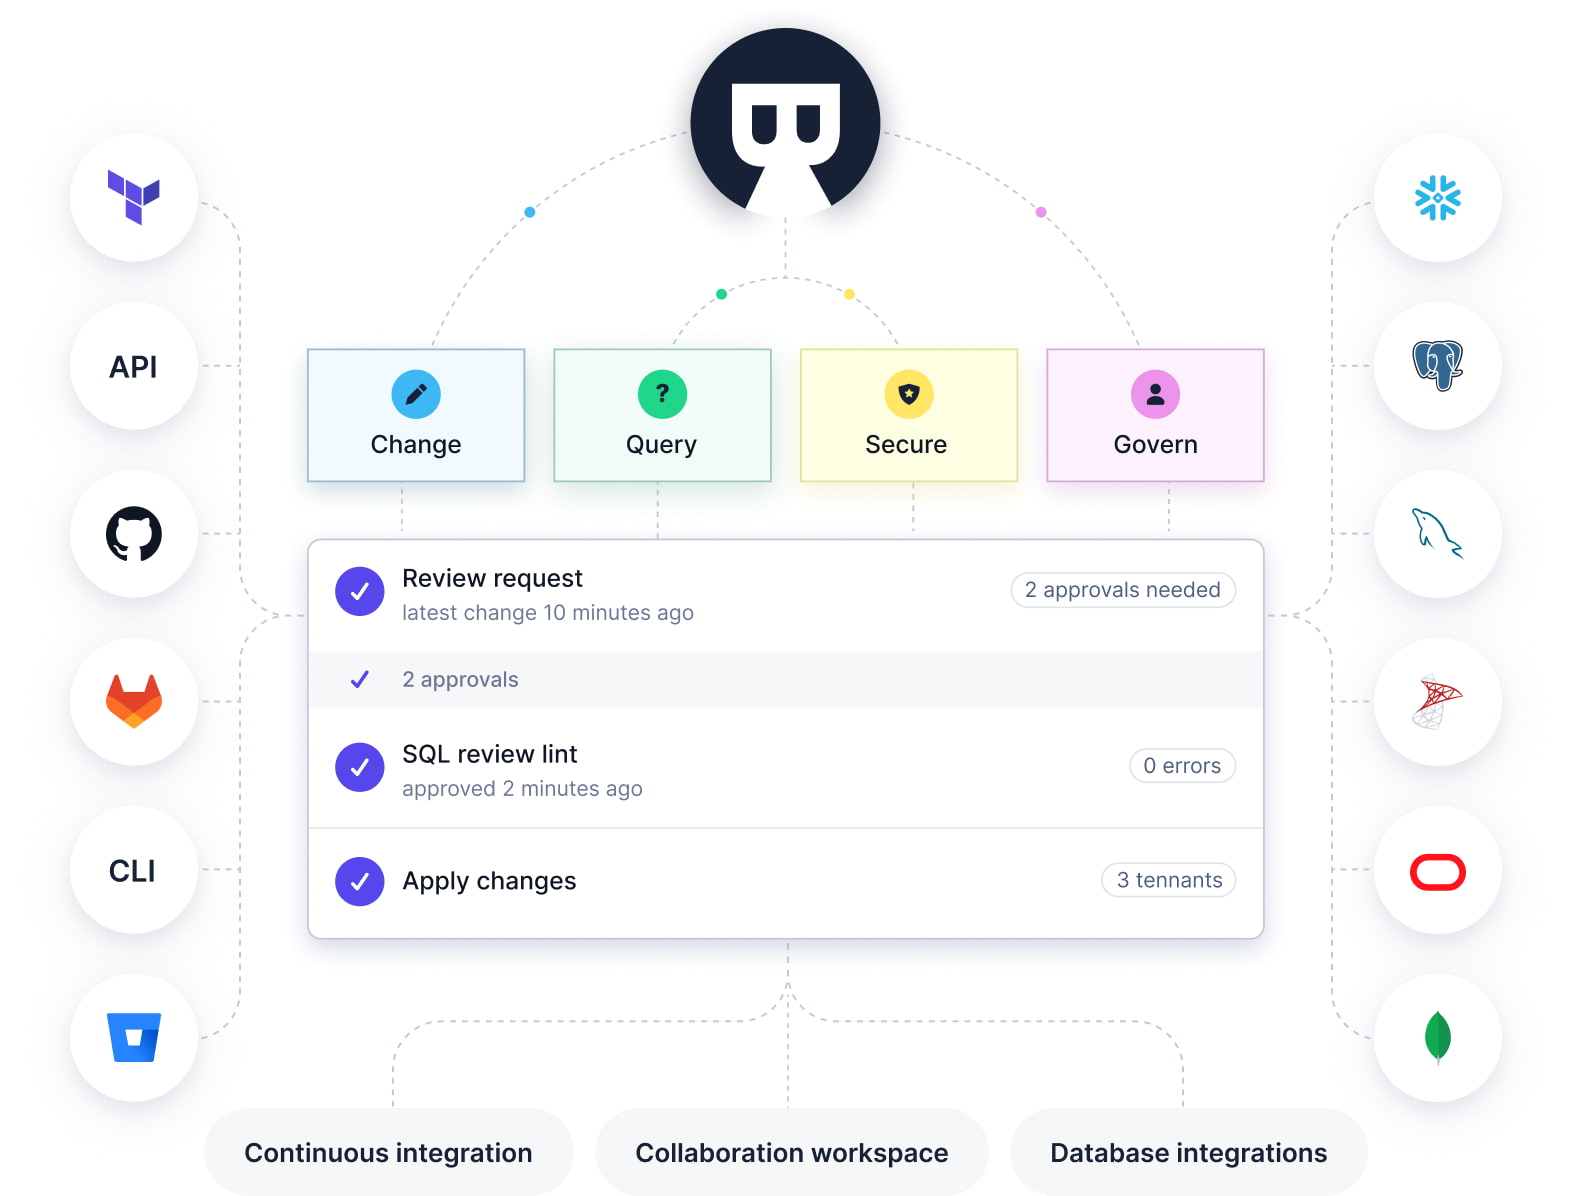 API
CLI
Change
Query
Secure
Govern
Review request
latest change 10 minutes ago
2 approvals needed
2 approvals
SQL review lint
approved 2 minutes ago
0 errors
Apply changes
3 tennants
Continuous integration
Collaboration workspace
Database integrations